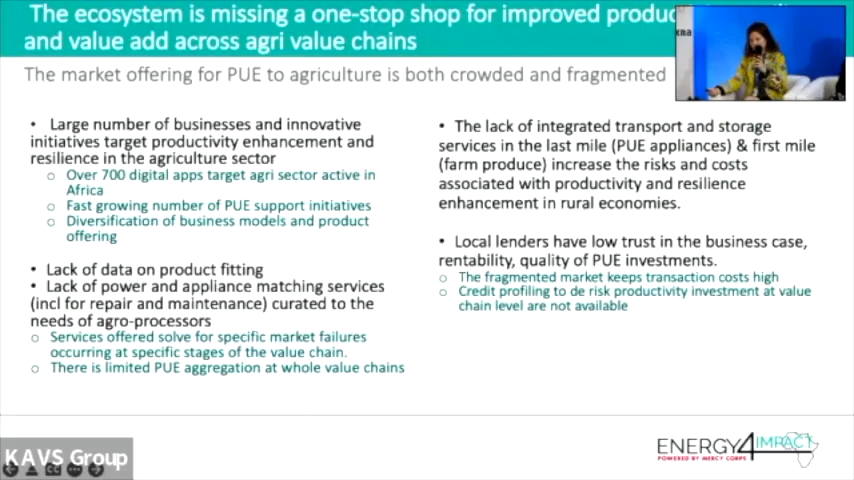 The ecosystem is missing a one-stop shop for improved
and value add across agri value chains
The market offering for PUE to agriculture is both crowded and fragmented
• Large number of businesses and innovative
initiatives target productivity enhancement and
resilience in the agriculture sector
o Over 700 digital apps target agri sector active in
Africa
o Fast growing number of PUE support initiatives
o Diversification of business models and product
offering
• Lack of data on product fitting
• Lack of power and appliance matching services
(incl for repair and maintenance) curated to the
needs of agro-processors
o Services offered solve for specific market failures
occurring at specific stages of the value chain.
o There is limited PUE aggregation at whole value chains
• The lack of integrated transport and storage
services in the last mile (PUE appliances) & first mile
(farm produce) increase the risks and costs
associated with productivity and resilience
enhancement in rural economies.
• Local lenders have low trust in the business case,
rentability, quality of PUE investments.
o The fragmented market keeps transaction costs high
o Credit profiling to de risk productivity investment at value
chain level are not available
KAVS Group
ENERGY4IMPACT
POWERED BY MERCY CORPS